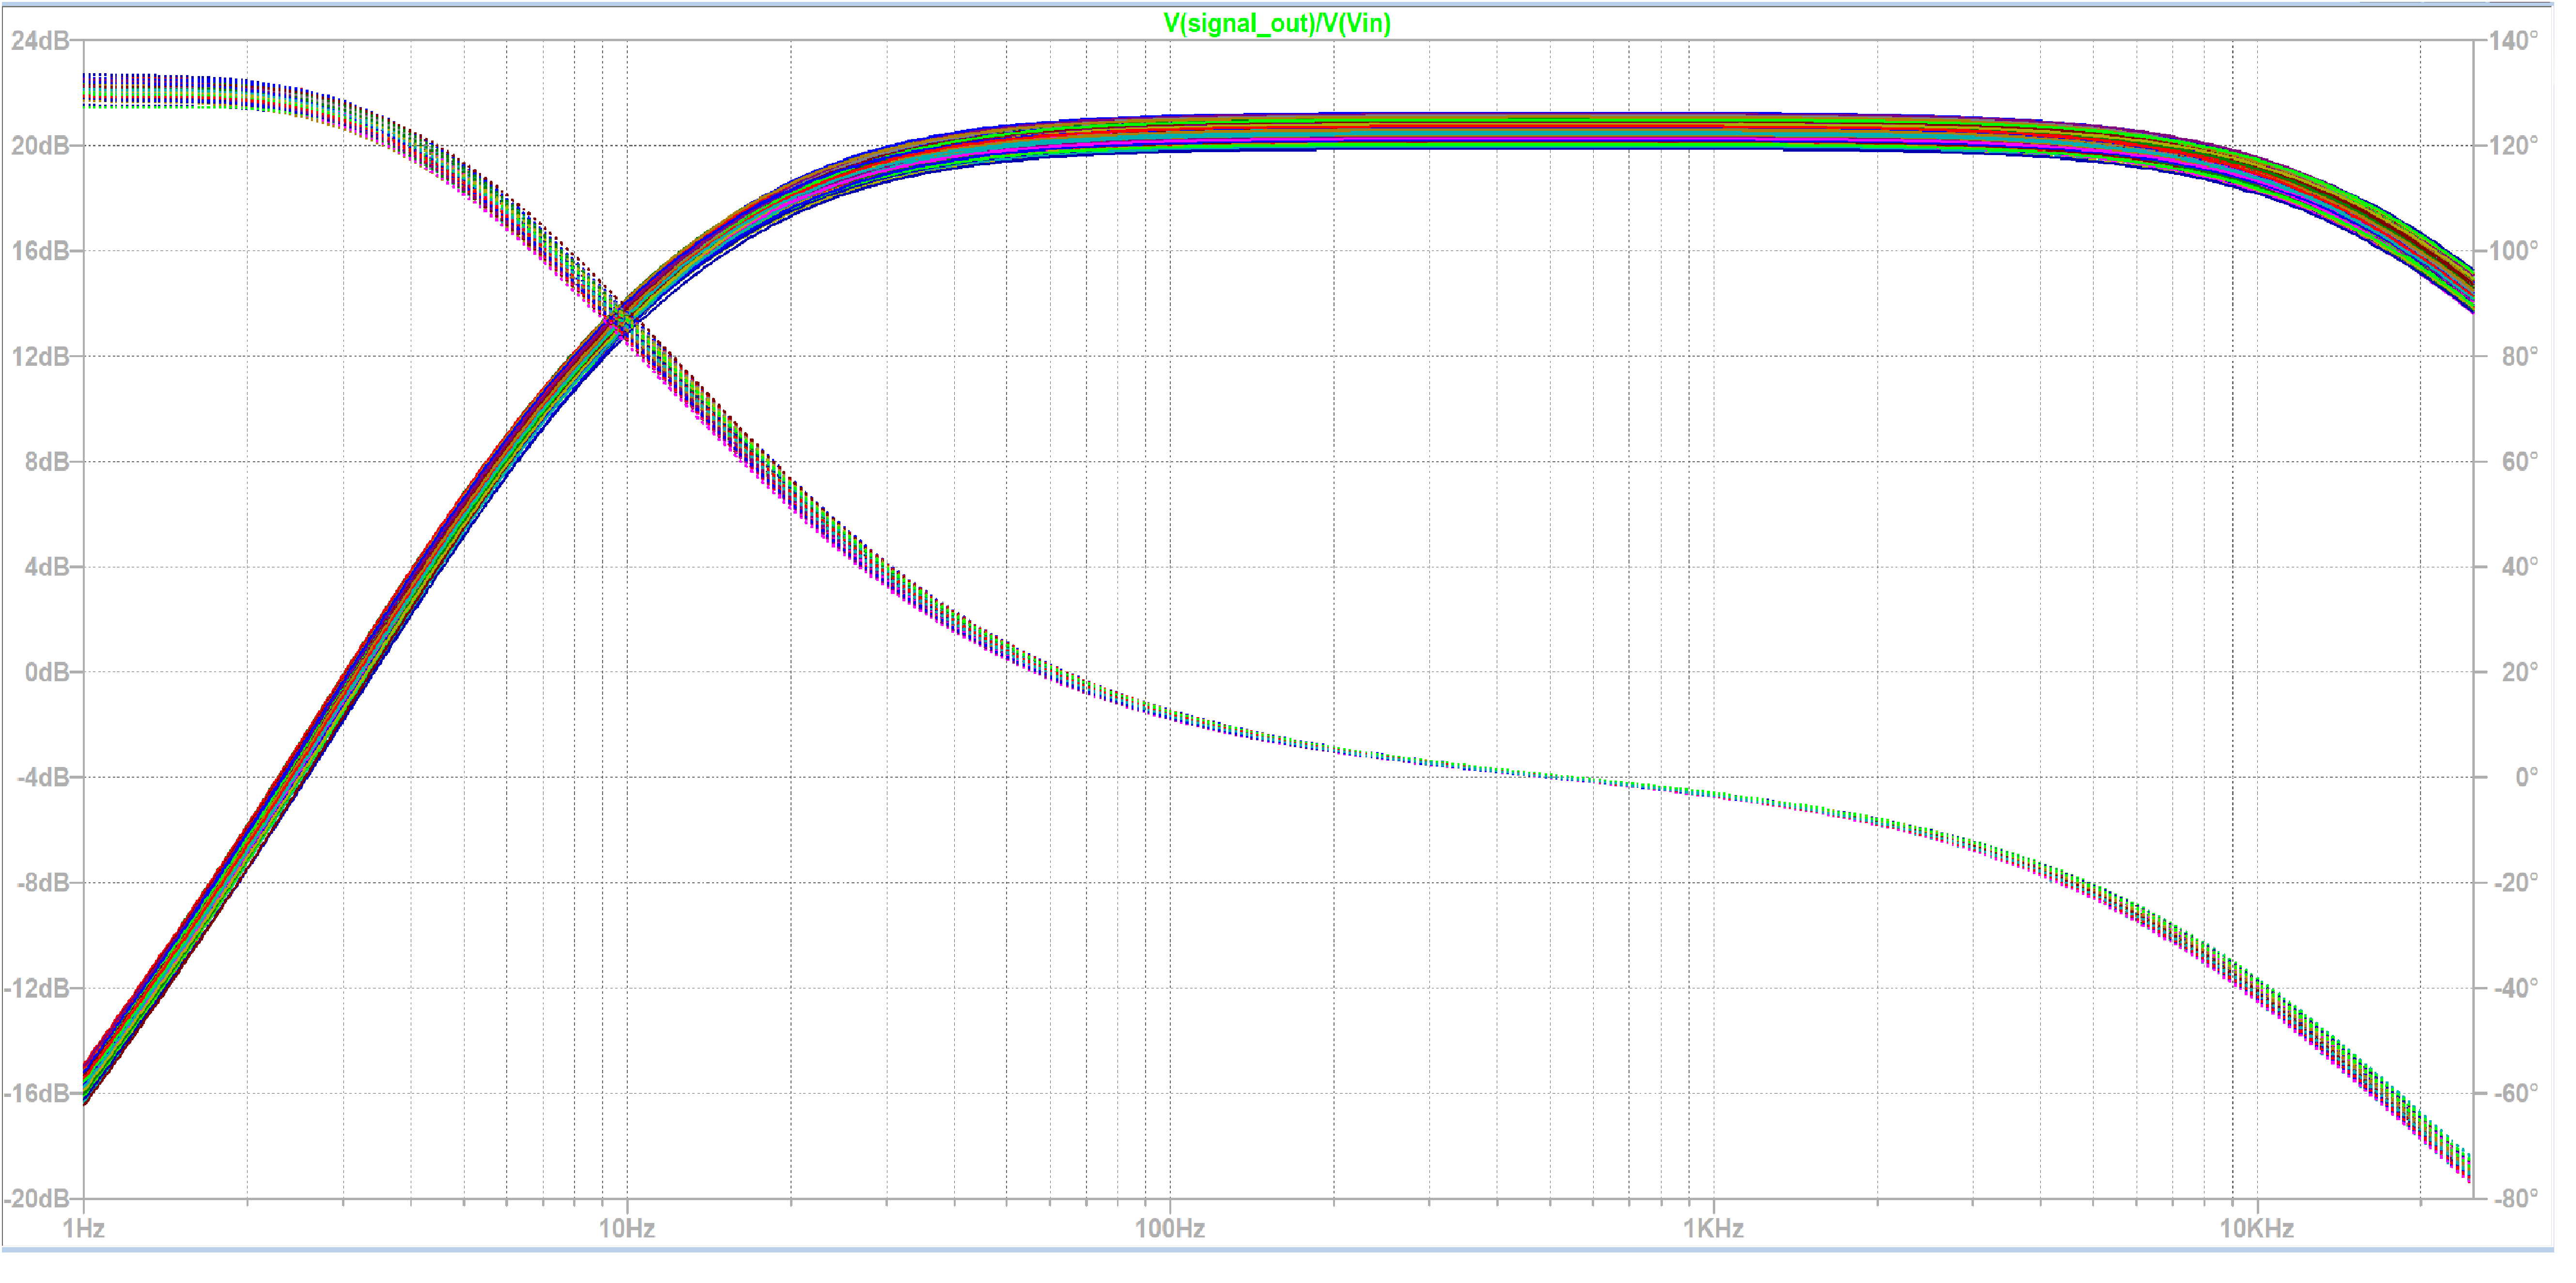 V(signal_out)/V(Vin)
24dB
20dB
16dB
12dB
8dB
4dB
0dB
-4dB
-8dB
-12dB
-16dB
-20dB
140°
120°
100°
80°
60°
40°
20°
0°
-20°
-40°
-60°
-80°
1Hz 10Hz 100Hz 1KHz 10KHz